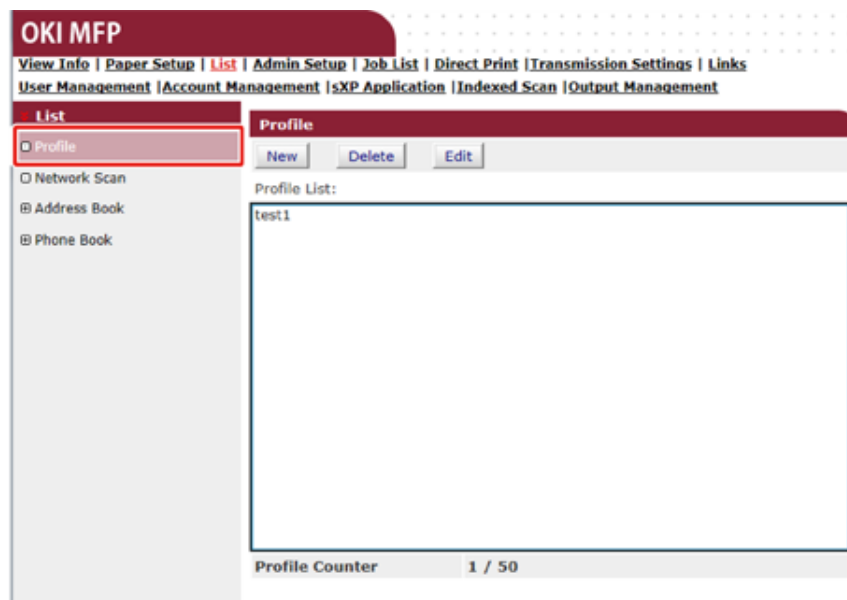 OKI MFP
View Info | Paper Setup | List | Admin Setup | Job List | Direct Print |Transmission Settings | Links
User Management |Account Management |sXP Application |Indexed Scan |Output Management
List
Profile
Network Scan
Address Book
Phone Book
Profile
New Delete Edit
Profile List:
test1
Profile Counter 1 / 50